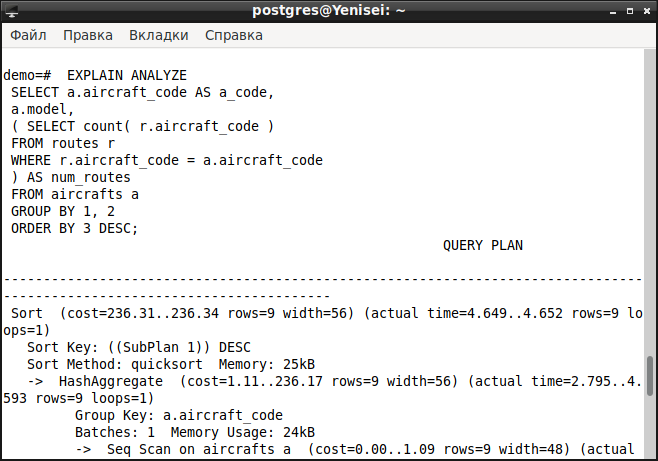 postgres@Yenisei: ~
Файл Правка Вкладки Справка
demo=#  EXPLAIN ANALYZE
 SELECT a.aircraft_code AS a_code,
 a.model,
 ( SELECT count( r.aircraft_code )
 FROM routes r
 WHERE r.aircraft_code = a.aircraft_code
 ) AS num_routes
 FROM aircrafts a
 GROUP BY 1, 2
 ORDER BY 3 DESC;
QUERY PLAN
--------------------------------------------------------------------------------
-----------------------------------------
 Sort  (cost=236.31..236.34 rows=9 width=56) (actual time=4.649..4.652 rows=9 lo
ops=1)
   Sort Key: ((SubPlan 1)) DESC
   Sort Method: quicksort  Memory: 25kB
   ->  HashAggregate  (cost=1.11..236.17 rows=9 width=56) (actual time=2.795..4.
593 rows=9 loops=1)
         Group Key: a.aircraft_code
         Batches: 1  Memory Usage: 24kB
         ->  Seq Scan on aircrafts a  (cost=0.00..1.09 rows=9 width=48) (actual